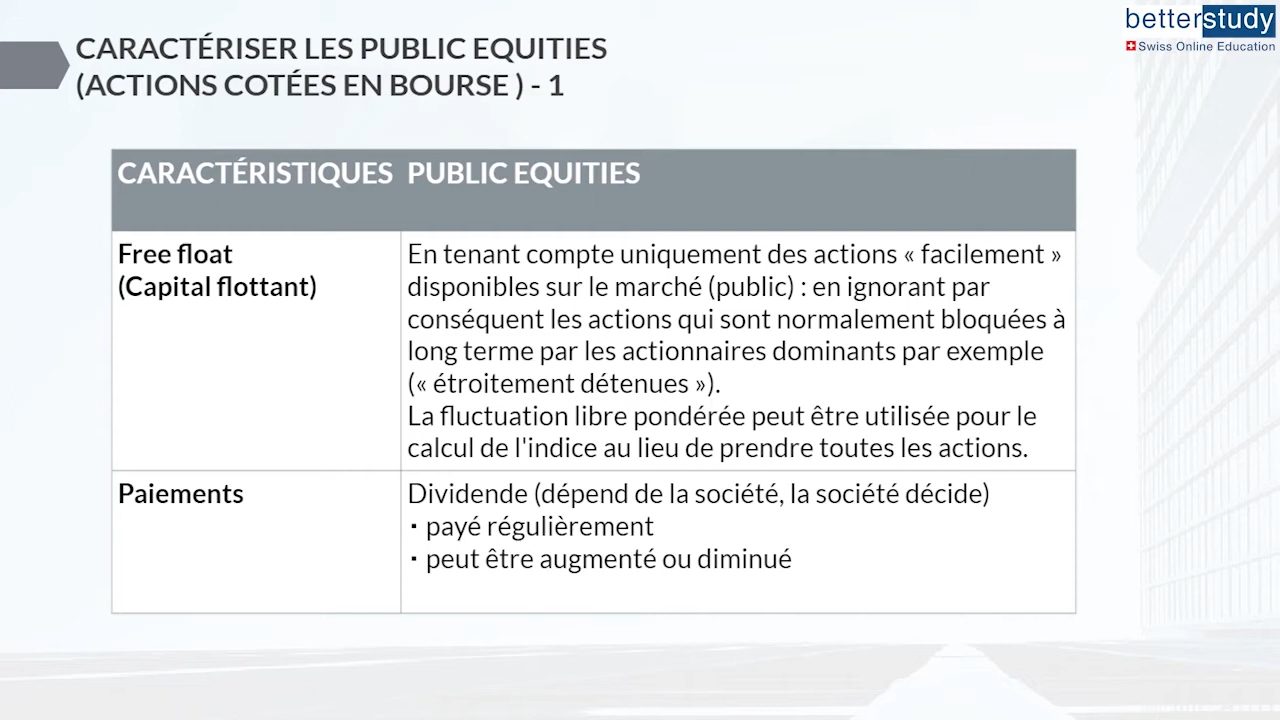 betterstudy
Swiss Online Education
CARACTÉRISER LES PUBLIC EQUITIES
(ACTIONS COTÉES EN BOURSE ) - 1
CARACTÉRISTIQUES PUBLIC EQUITIES
Free float
(Capital flottant)
En tenant compte uniquement des actions « facilement »
disponibles sur le marché (public) : en ignorant par
conséquent les actions qui sont normalement bloquées à
long terme par les actionnaires dominants par exemple
(« étroitement détenues »).
La fluctuation libre pondérée peut être utilisée pour le
calcul de l'indice au lieu de prendre toutes les actions.
Paiements
Dividende (dépend de la société, la société décide)
▪ payé régulièrement
▪ peut être augmenté ou diminué